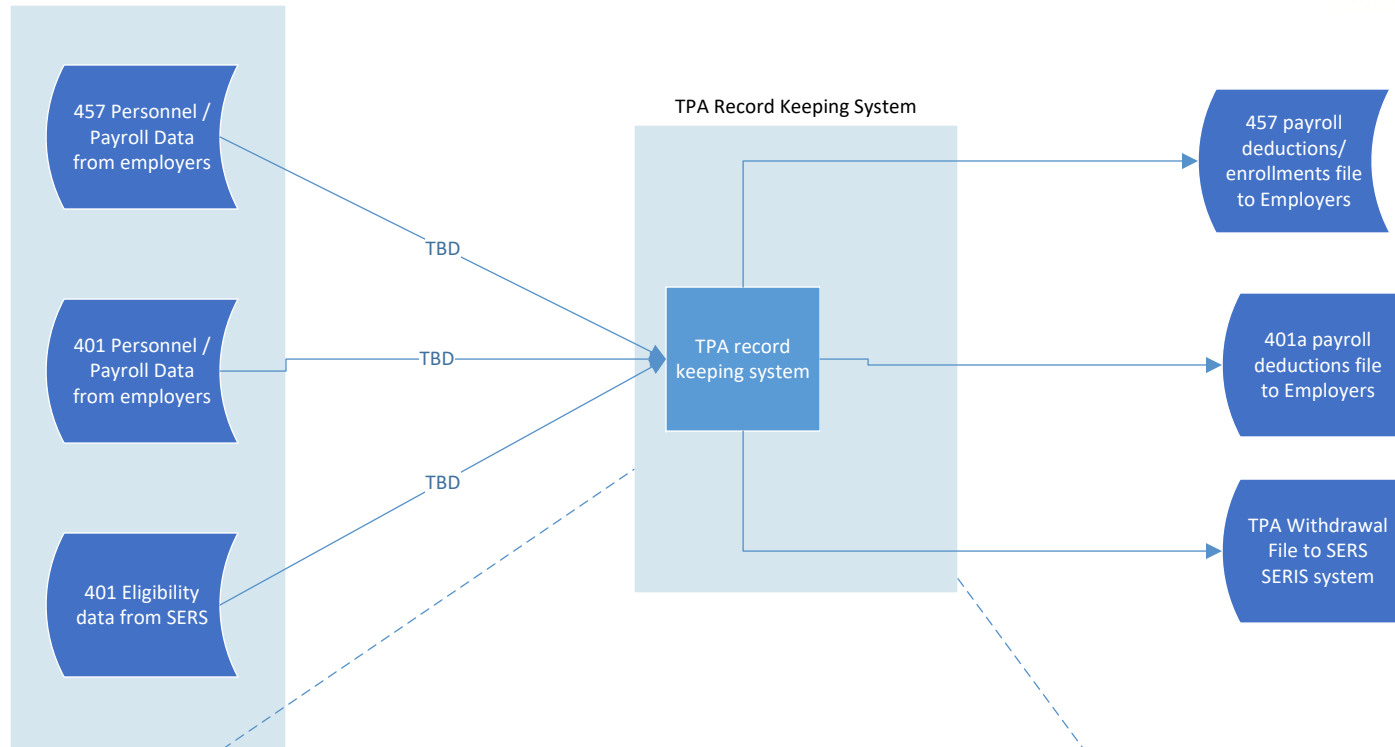 457 Personnel /
Payroll Data
from employers
401 Personnel /
Payroll Data
from employers
401 Eligibility
data from SERS
TBD
TBD
TBD
TPA Record Keeping System
TPA record
keeping system
457 payroll
deductions/
enrollments file
to Employers
401a payroll
deductions file
to Employers
TPA Withdrawal
File to SERS
SERIS system